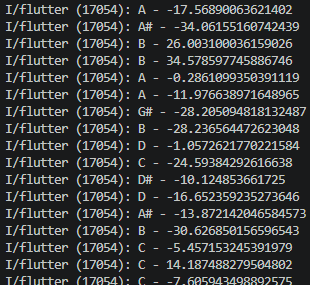 I/flutter (17054): A - -17.56890063621402
I/flutter (17054): A# - -34.06155160742439
I/flutter (17054): B - 26.003100036159026
I/flutter (17054): B - 34.578597745886746
I/flutter (17054): A - -0.2861099350391119
I/flutter (17054): A - -11.976638971648965
I/flutter (17054): G# - -28.205094818132487
I/flutter (17054): B - -28.236564472623048
I/flutter (17054): D - -1.0572621770221584
I/flutter (17054): C - -24.59384292616638
I/flutter (17054): D# - -10.124853661725
I/flutter (17054): D - -16.652359235273646
I/flutter (17054): A# - -13.872142046584573
I/flutter (17054): B - -30.626850156596543
I/flutter (17054): C - -5.457153245391979
I/flutter (17054): C - 14.187488279504802
I/flutter (17054): C - -7.605943498892575